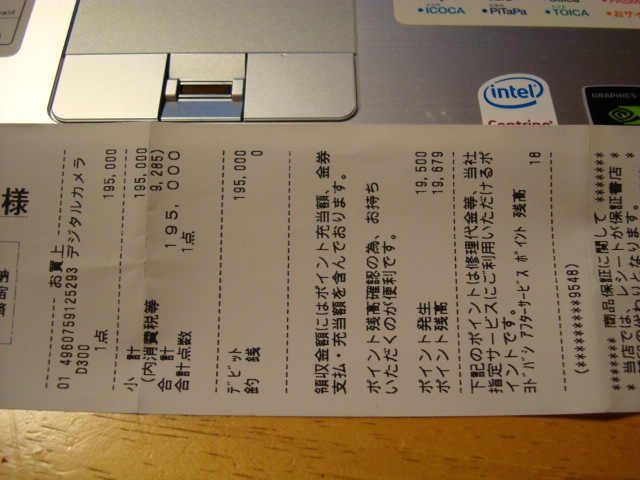 様
お買上
01 4960759125293 デジタルカメラ
D300 1点 195,000
小 計 195,000
(内消費税等 9,285)
合 計 195,000
合計点数 1点
デビット 195,000
釣 銭 0
領収金額にはポイント充当額、金券
支払・充当額を含んでおります。
ポイント残高確認の為、お持ち
いただくのが便利です。
ポイント発生 19,500
ポイント残高 19,679
下記のポイントは修理代金等、当社
指定サービスにご利用いただけるポ
イントです。
ヨドバシ アフターサービス ポイント 残高 18
(********9548)
******* 商品保証に関して *******
* 当店では、レシートが保証書 *
ICOCA
PiTaPa
TOICA
intel
Centrino
GRAPHICS